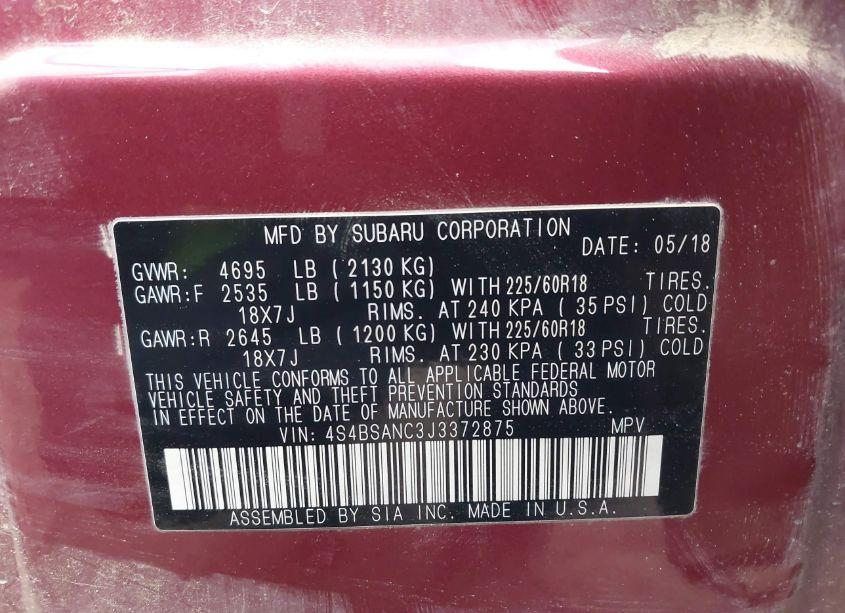 MFD BY SUBARU CORPORATION DATE: 05/18
GVWR: 4695 LB ( 2130 KG)
GAWR:F 2535 LB ( 1150 KG) WITH 225/60R18 TIRES.
18X7J RIMS. AT 240 KPA ( 35 PSI) COLD
GAWR:R 2645 LB ( 1200 KG) WITH 225/60R18 TIRES.
18X7J RIMS. AT 230 KPA ( 33 PSI) COLD
THIS VEHICLE CONFORMS TO ALL APPLICABLE FEDERAL MOTOR
VEHICLE SAFETY AND THEFT PREVENTION STANDARDS
IN EFFECT ON THE DATE OF MANUFACTURE SHOWN ABOVE.
VIN: 4S4BSANC3J3372875 MPV
ASSEMBLED BY SIA INC. MADE IN U.S.A.